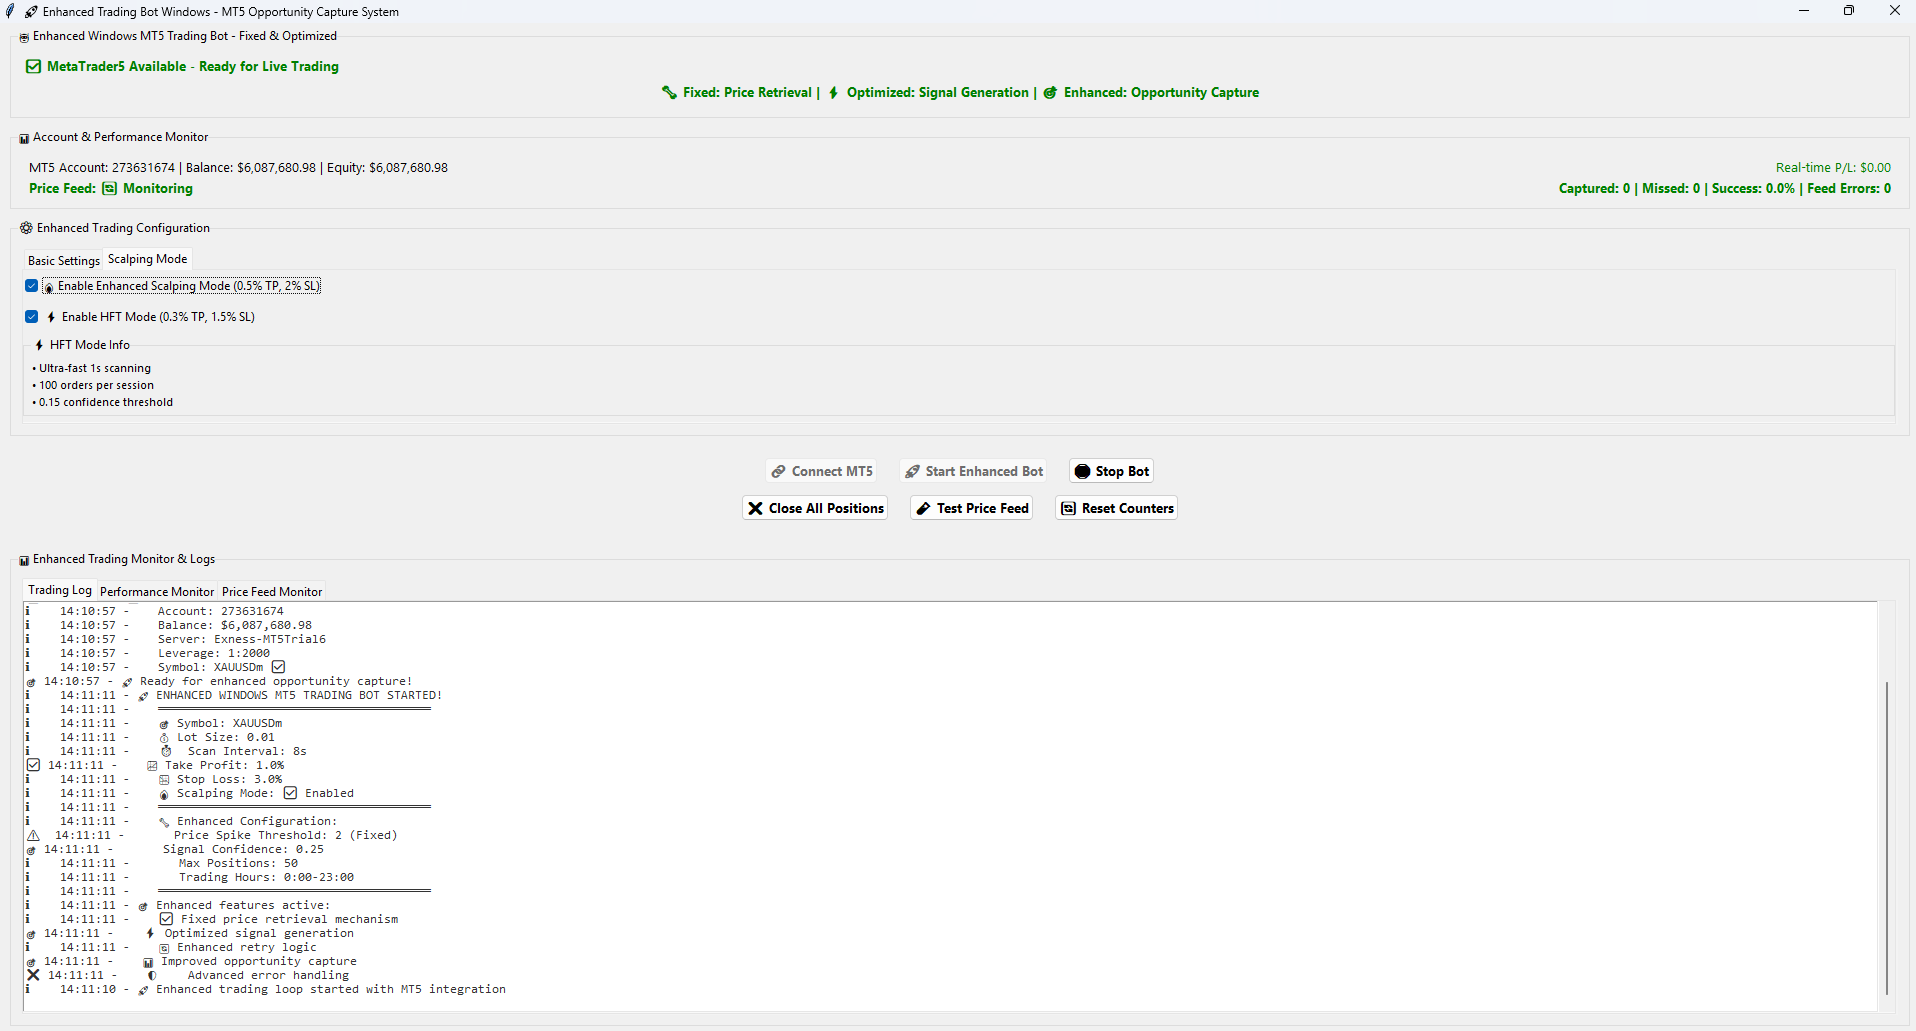 Enhanced Trading Bot Windows - MT5 Opportunity Capture System
Enhanced Windows MT5 Trading Bot - Fixed & Optimized
MetaTrader5 Available - Ready for Live Trading
Fixed: Price Retrieval | Optimized: Signal Generation | Enhanced: Opportunity Capture
Account & Performance Monitor
MT5 Account: 273631674 | Balance: $6,087,680.98 | Equity: $6,087,680.98
Real-time P/L: $0.00
Price Feed: Monitoring
Captured: 0 | Missed: 0 | Success: 0.0% | Feed Errors: 0
Enhanced Trading Configuration
Basic Settings
Scalping Mode
Enable Enhanced Scalping Mode (0.5% TP, 2% SL)
Enable HFT Mode (0.3% TP, 1.5% SL)
HFT Mode Info
• Ultra-fast 1s scanning
• 100 orders per session
• 0.15 confidence threshold
Connect MT5
Start Enhanced Bot
Stop Bot
Close All Positions
Test Price Feed
Reset Counters
Enhanced Trading Monitor & Logs
Trading Log
Performance Monitor
Price Feed Monitor
14:10:57 - Account: 273631674
14:10:57 - Balance: $6,087,680.98
14:10:57 - Server: Exness-MT5Trial6
14:10:57 - Leverage: 1:2000
14:10:57 - Symbol: XAUUSDm
14:10:57 - Ready for enhanced opportunity capture!
14:11:11 - ENHANCED WINDOWS MT5 TRADING BOT STARTED!
14:11:11 - ══════════════════════════════
14:11:11 - Symbol: XAUUSDm
14:11:11 - Lot Size: 0.01
14:11:11 - Scan Interval: 8s
14:11:11 - Take Profit: 1.0%
14:11:11 - Stop Loss: 3.0%
14:11:11 - Scalping Mode: Enabled
14:11:11 - ══════════════════════════════
14:11:11 - Enhanced Configuration:
14:11:11 - Price Spike Threshold: 2 (Fixed)
14:11:11 - Signal Confidence: 0.25
14:11:11 - Max Positions: 50
14:11:11 - Trading Hours: 0:00-23:00
14:11:11 - ══════════════════════════════
14:11:11 - Enhanced features active:
14:11:11 - Fixed price retrieval mechanism
14:11:11 - Optimized signal generation
14:11:11 - Enhanced retry logic
14:11:11 - Improved opportunity capture
14:11:11 - Advanced error handling
14:11:10 - Enhanced trading loop started with MT5 integration